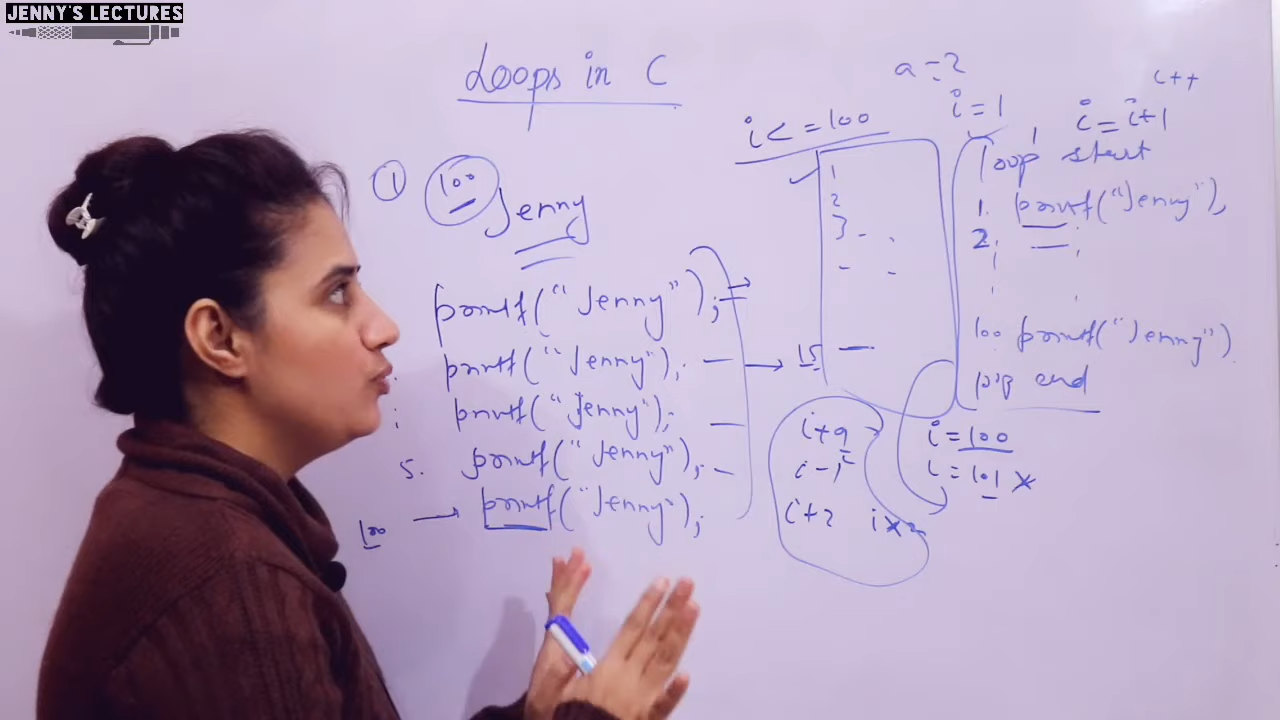 JENNY'S LECTURES
Loops in C
① 100 Jenny
printf("Jenny");
printf("Jenny");
printf("Jenny");
5. printf("Jenny");
100 → printf("Jenny");
i<=100
1
2
3 - .
- -
15 —
a=2
i=1
c++
i=i+1
loop start
1. printf("Jenny");
2. — ;
100 printf("Jenny")
loop end
i=100
i=101 ×
i+a
i-
i+2 i×2